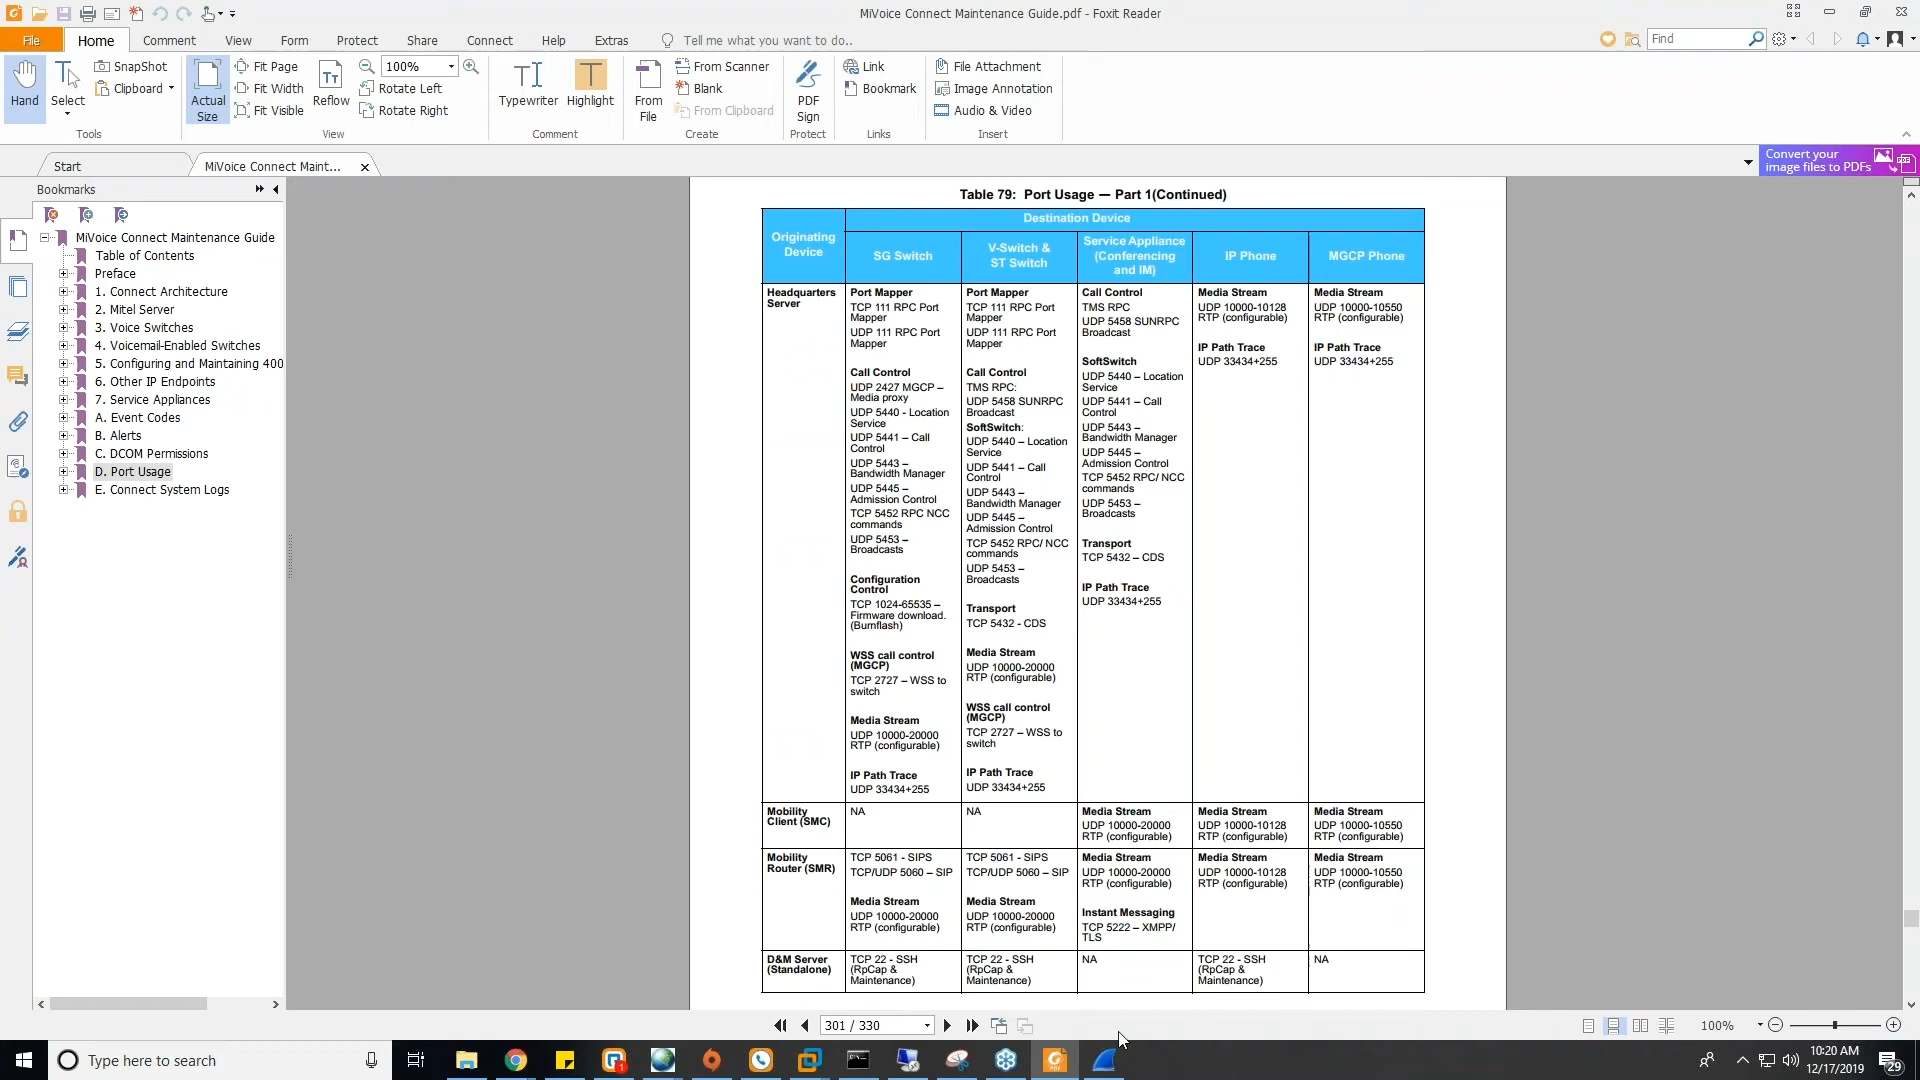 MiVoice Connect Maintenance Guide.pdf - Foxit Reader
File
Home
Comment
View
Form
Protect
Share
Connect
Help
Extras
Tell me what you want to do..
Find
Hand
Select
SnapShot
Clipboard
Tools
Actual
Size
Fit Page
Fit Width
Fit Visible
Reflow
100%
Rotate Left
Rotate Right
View
Typewriter
Highlight
Comment
From
File
From Scanner
Blank
From Clipboard
Create
PDF
Sign
Protect
Link
Bookmark
Links
File Attachment
Image Annotation
Audio & Video
Insert
Start
MiVoice Connect Maint...
Convert your
image files to PDFs
Bookmarks
MiVoice Connect Maintenance Guide
Table of Contents
Preface
1. Connect Architecture
2. Mitel Server
3. Voice Switches
4. Voicemail-Enabled Switches
5. Configuring and Maintaining 400
6. Other IP Endpoints
7. Service Appliances
A. Event Codes
B. Alerts
C. DCOM Permissions
D. Port Usage
E. Connect System Logs
Table 79: Port Usage — Part 1(Continued)
Originating
Device
Destination Device
SG Switch
V-Switch &
ST Switch
Service Appliance
(Conferencing
and IM)
IP Phone
MGCP Phone
Headquarters
Server
Port Mapper
TCP 111 RPC Port
Mapper
UDP 111 RPC Port
Mapper
Call Control
UDP 2427 MGCP –
Media proxy
UDP 5440 - Location
Service
UDP 5441 – Call
Control
UDP 5443 –
Bandwidth Manager
UDP 5445 –
Admission Control
TCP 5452 RPC NCC
commands
UDP 5453 –
Broadcasts
Configuration
Control
TCP 1024-65535 –
Firmware download.
(Burnflash)
WSS call control
(MGCP)
TCP 2727 – WSS to
switch
Media Stream
UDP 10000-20000
RTP (configurable)
IP Path Trace
UDP 33434+255
Port Mapper
TCP 111 RPC Port
Mapper
UDP 111 RPC Port
Mapper
Call Control
TMS RPC:
UDP 5458 SUNRPC
Broadcast
SoftSwitch:
UDP 5440 – Location
Service
UDP 5441 – Call
Control
UDP 5443 –
Bandwidth Manager
UDP 5445 –
Admission Control
TCP 5452 RPC/ NCC
commands
UDP 5453 –
Broadcasts
Transport
TCP 5432 - CDS
Media Stream
UDP 10000-20000
RTP (configurable)
WSS call control
(MGCP)
TCP 2727 – WSS to
switch
IP Path Trace
UDP 33434+255
Call Control
TMS RPC
UDP 5458 SUNRPC
Broadcast
SoftSwitch
UDP 5440 – Location
Service
UDP 5441 – Call
Control
UDP 5443 –
Bandwidth Manager
UDP 5445 –
Admission Control
TCP 5452 RPC/ NCC
commands
UDP 5453 –
Broadcasts
Transport
TCP 5432 – CDS
IP Path Trace
UDP 33434+255
Media Stream
UDP 10000-10128
RTP (configurable)
IP Path Trace
UDP 33434+255
Media Stream
UDP 10000-10550
RTP (configurable)
IP Path Trace
UDP 33434+255
Mobility
Client (SMC)
NA
NA
Media Stream
UDP 10000-20000
RTP (configurable)
Media Stream
UDP 10000-10128
RTP (configurable)
Media Stream
UDP 10000-10550
RTP (configurable)
Mobility
Router (SMR)
TCP 5061 - SIPS
TCP/UDP 5060 – SIP
Media Stream
UDP 10000-20000
RTP (configurable)
TCP 5061 - SIPS
TCP/UDP 5060 – SIP
Media Stream
UDP 10000-20000
RTP (configurable)
Media Stream
UDP 10000-20000
RTP (configurable)
Instant Messaging
TCP 5222 – XMPP/
TLS
Media Stream
UDP 10000-10128
RTP (configurable)
Media Stream
UDP 10000-10550
RTP (configurable)
D&M Server
(Standalone)
TCP 22 - SSH
(RpCap &
Maintenance)
TCP 22 - SSH
(RpCap &
Maintenance)
NA
TCP 22 - SSH
(RpCap &
Maintenance)
NA
301 / 330
100%
Type here to search
10:20 AM
12/17/2019
29